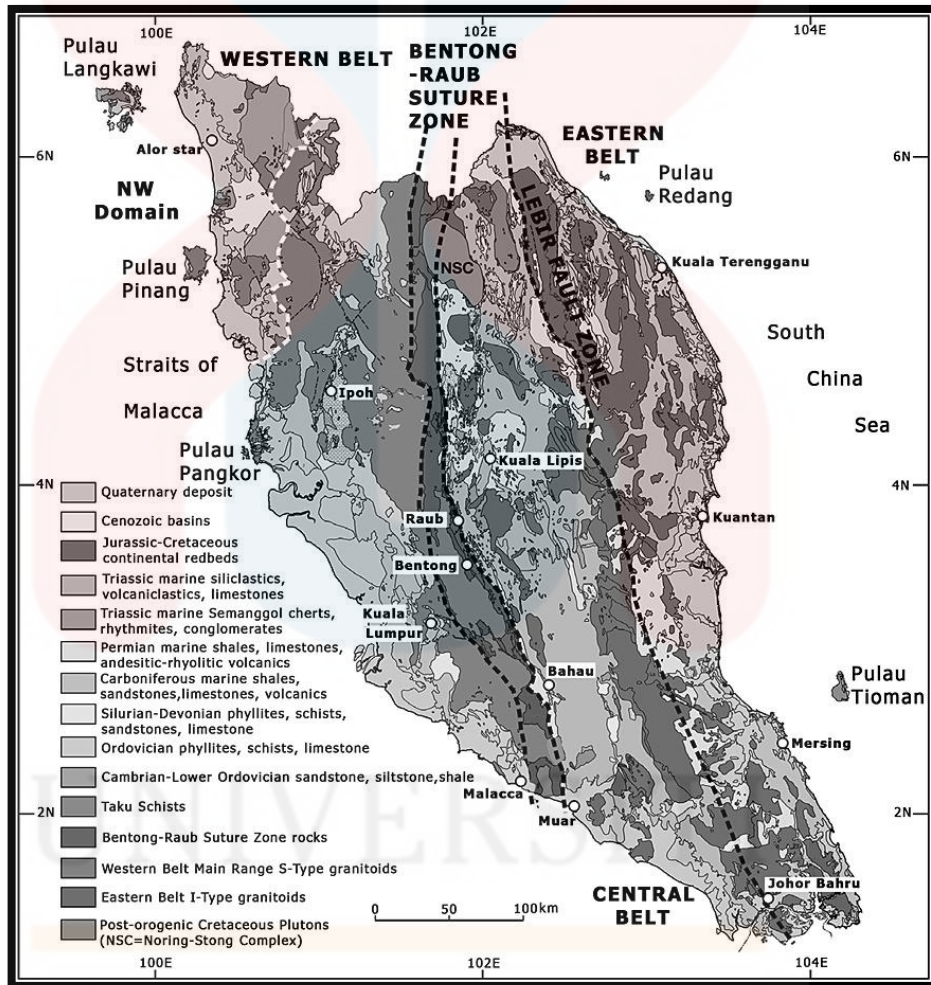 100E
102E
104E
Pulau
Langkawi
WESTERN BELT
BENTONG
-RAUB
SUTURE
ZONE
EASTERN
BELT
6N
6N
Alor star
Pulau
Redang
NW
Domain
LEBIR FAULT ZONE
Kuala Terengganu
Pulau
Pinang
NSC
South
China
Sea
Straits of
Malacca
Ipoh
Pulau
Pangkor
Kuala Lipis
4N
4N
Raub
Kuantan
Bentong
Kuala
Lumpur
Bahau
Pulau
Tioman
Mersing
Malacca
Muar
2N
2N
CENTRAL
BELT
Johor Bahru
Quaternary deposit
Cenozoic basins
Jurassic-Cretaceous
continental redbeds
Triassic marine siliclastics,
volcaniclastics, limestones
Triassic marine Semanggol cherts,
rhythmites, conglomerates
Permian marine shales, limestones,
andesitic-rhyolitic volcanics
Carboniferous marine shales,
sandstones,limestones, volcanics
Silurian-Devonian phyllites, schists,
sandstones, limestone
Ordovician phyllites, schists, limestone
Cambrian-Lower Ordovician sandstone, siltstone,shale
Taku Schists
Bentong-Raub Suture Zone rocks
Western Belt Main Range S-Type granitoids
Eastern Belt I-Type granitoids
Post-orogenic Cretaceous Plutons
(NSC=Noring-Stong Complex)
0 50 100 km
100E
102E
104E
UNIVERSI